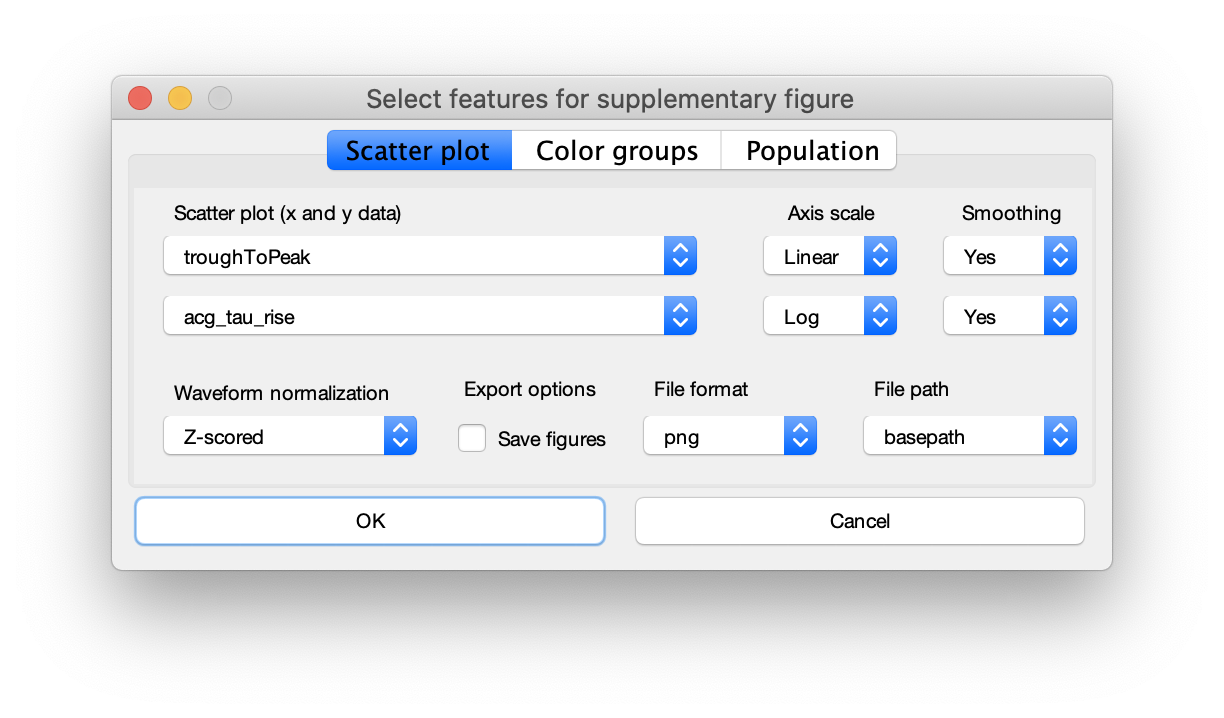 Select features for supplementary figure
Scatter plot Color groups Population
Scatter plot (x and y data) Axis scale Smoothing
troughToPeak Linear Yes
acg_tau_rise Log Yes
Waveform normalization Export options File format File path
Z-scored Save figures png basepath
OK Cancel